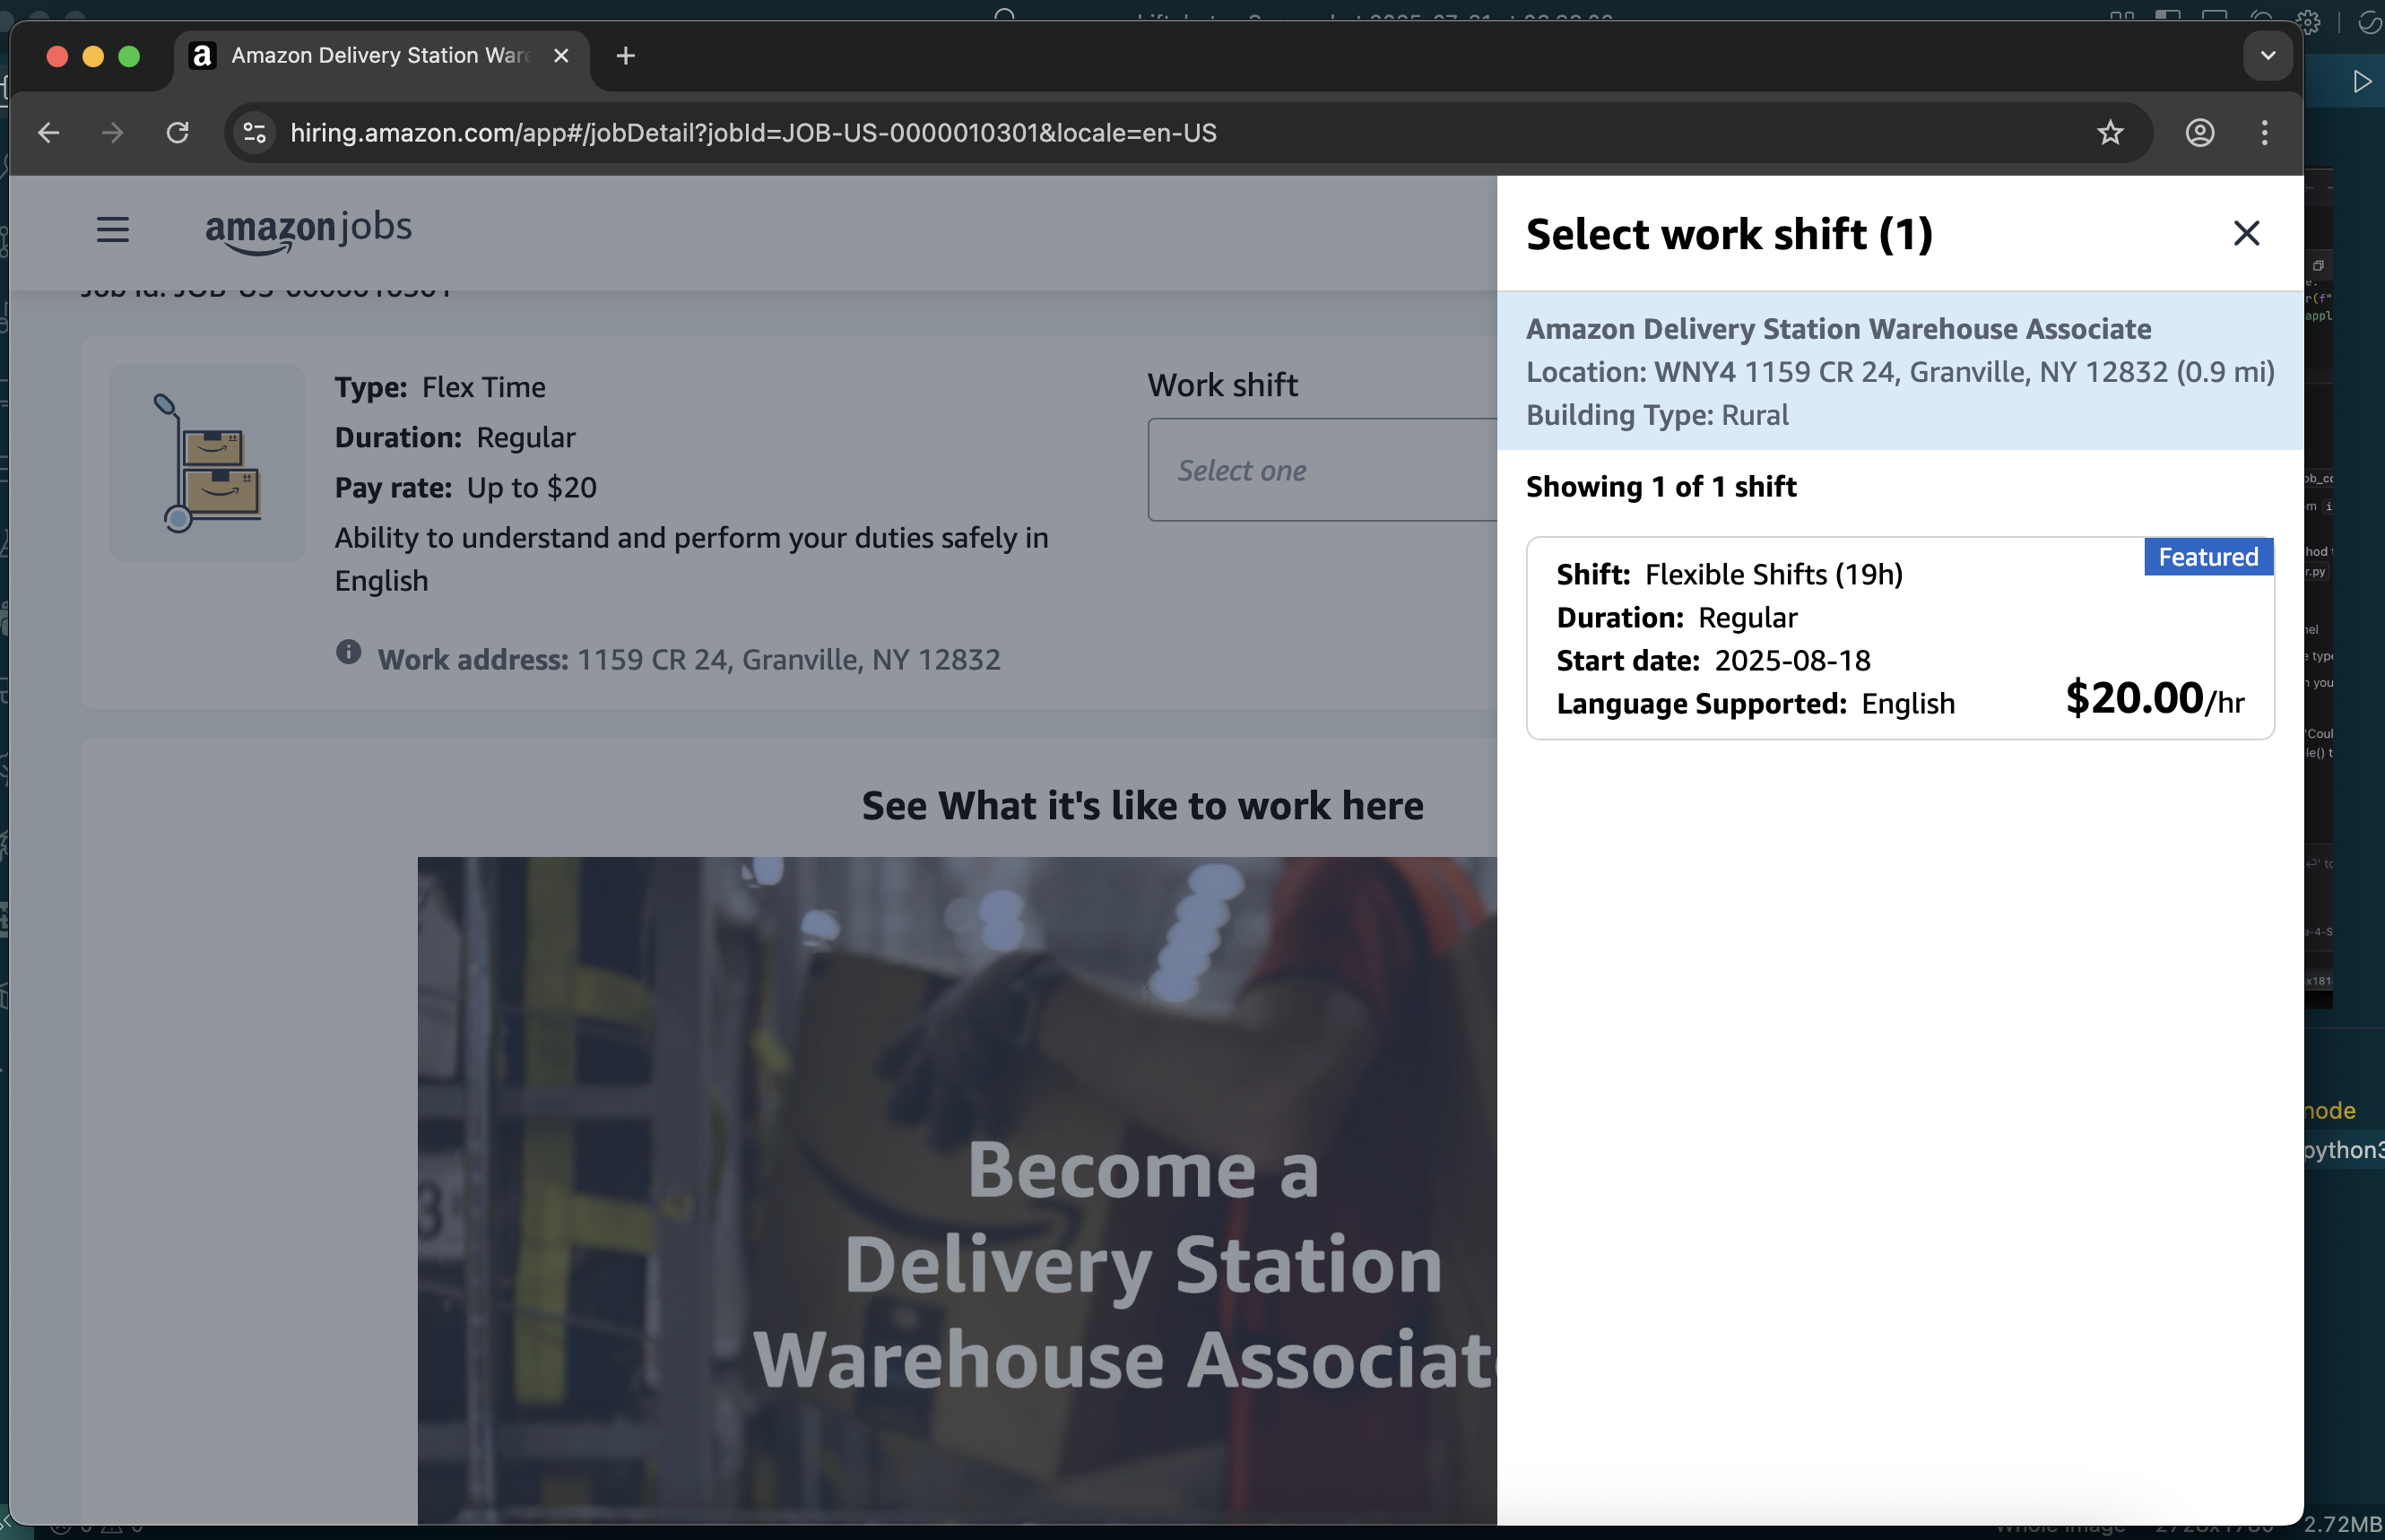 Amazon Delivery Station Ware
hiring.amazon.com/app#/jobDetail?jobId=JOB-US-0000010301&locale=en-US
amazon jobs
Job Id: JOB-US-0000010301
Type: Flex Time
Duration: Regular
Pay rate: Up to $20
Ability to understand and perform your duties safely in
English
Work address: 1159 CR 24, Granville, NY 12832
Work shift
Select one
See What it's like to work here
Become a
Delivery Station
Warehouse Associate
Select work shift (1)
Amazon Delivery Station Warehouse Associate
Location: WNY4 1159 CR 24, Granville, NY 12832 (0.9 mi)
Building Type: Rural
Showing 1 of 1 shift
Featured
Shift: Flexible Shifts (19h)
Duration: Regular
Start date: 2025-08-18
Language Supported: English
$20.00/hr
node
python3
2.72MB